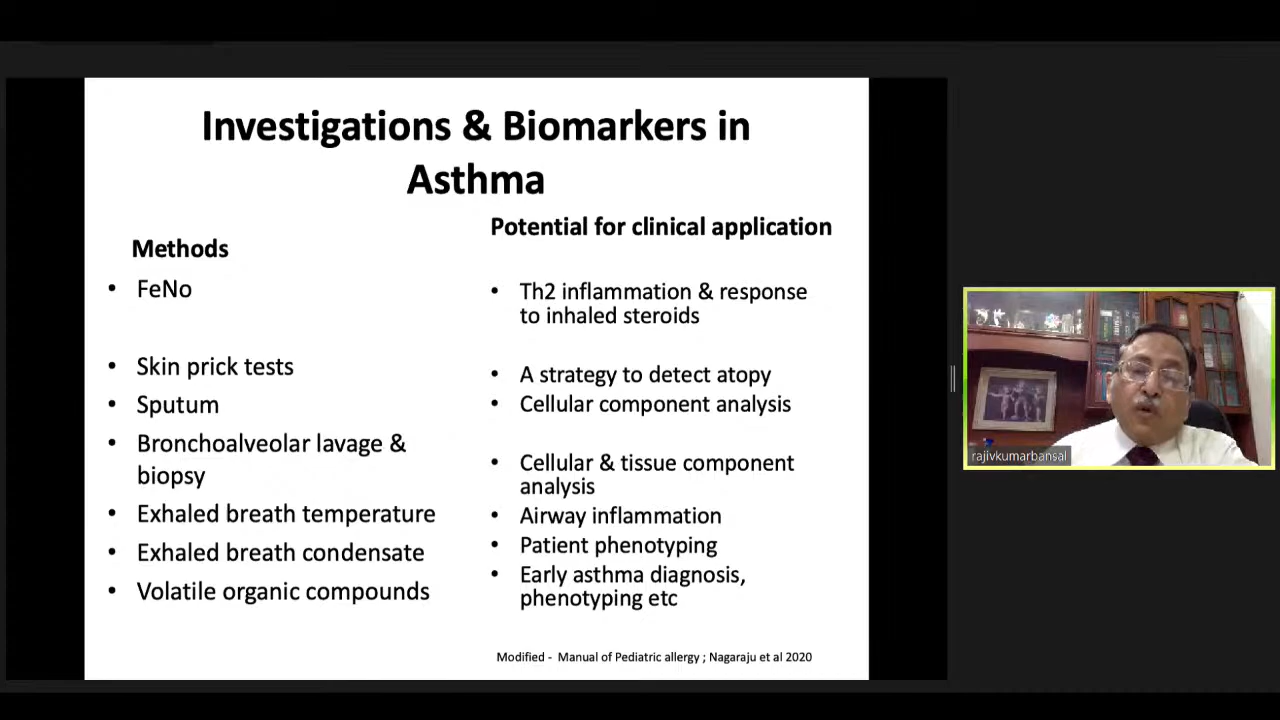 Investigations & Biomarkers in
Asthma
Methods
• FeNo
• Skin prick tests
• Sputum
• Bronchoalveolar lavage &
biopsy
• Exhaled breath temperature
• Exhaled breath condensate
• Volatile organic compounds
Potential for clinical application
• Th2 inflammation & response
to inhaled steroids
• A strategy to detect atopy
• Cellular component analysis
• Cellular & tissue component
analysis
• Airway inflammation
• Patient phenotyping
• Early asthma diagnosis,
phenotyping etc
Modified - Manual of Pediatric allergy ; Nagaraju et al 2020
rajivkumarbansal